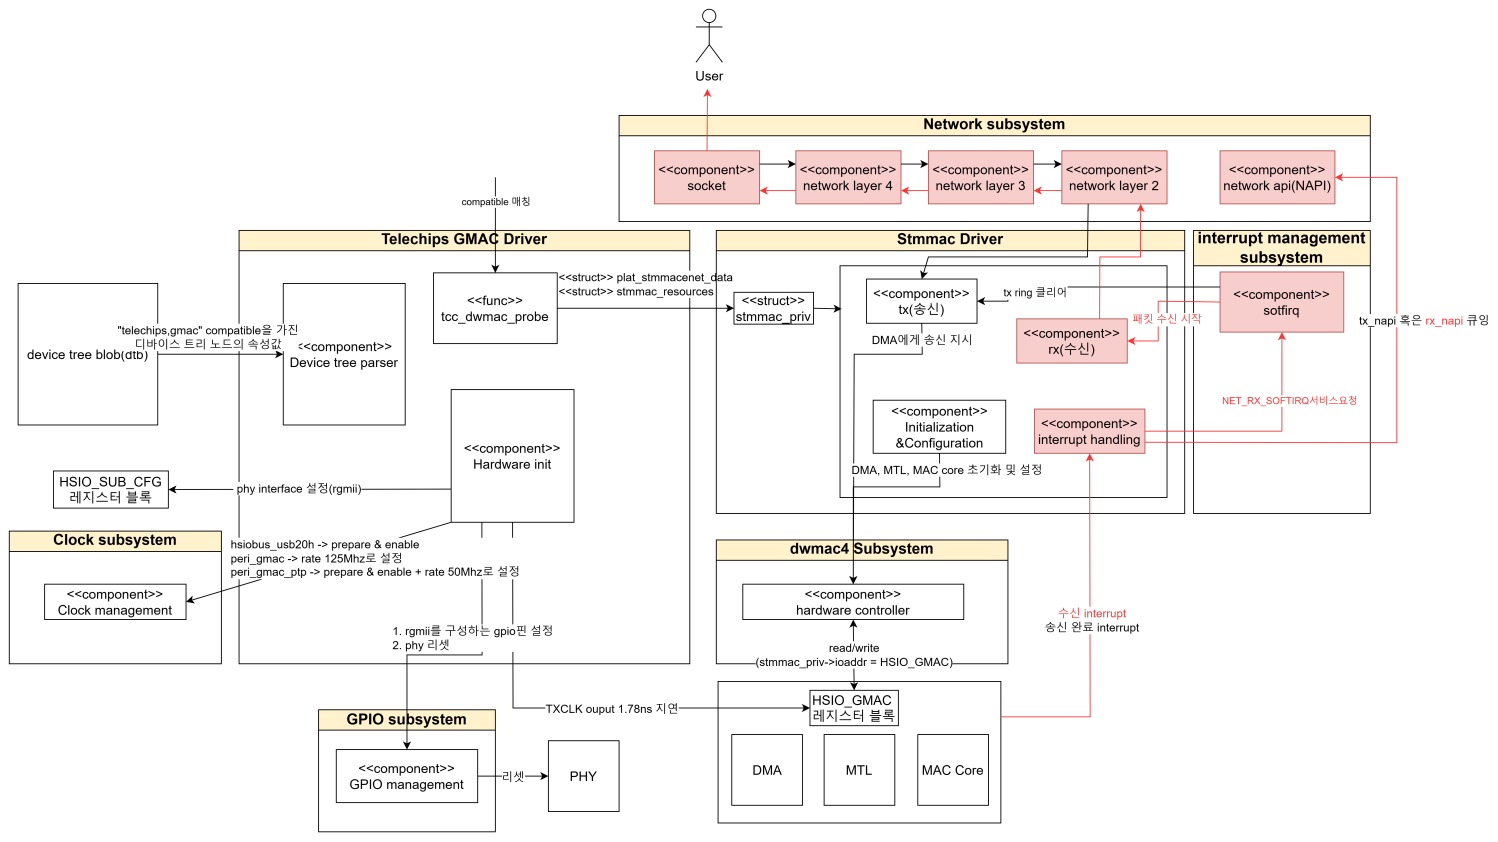 User
Network subsystem
<<component>>
socket
<<component>>
network layer 4
<<component>>
network layer 3
<<component>>
network layer 2
<<component>>
network api(NAPI)
compatible 매칭
Telechips GMAC Driver
<<func>>
tcc_dwmac_probe
<<struct>> plat_stmmacenet_data
<<struct>> stmmac_resources
device tree blob(dtb)
"telechips,gmac" compatible을 가진
디바이스 트리 노드의 속성값
<<component>>
Device tree parser
<<component>>
Hardware init
HSIO_SUB_CFG
레지스터 블록
phy interface 설정(rgmii)
Clock subsystem
<<component>>
Clock management
hsiobus_usb20h -> prepare & enable
peri_gmac -> rate 125Mhz로 설정
peri_gmac_ptp -> prepare & enable + rate 50Mhz로 설정
1. rgmii를 구성하는 gpio핀 설정
2. phy 리셋
GPIO subsystem
<<component>>
GPIO management
리셋
PHY
TXCLK ouput 1.78ns 지연
Stmmac Driver
<<struct>>
stmmac_priv
<<component>>
tx(송신)
tx ring 클리어
DMA에게 송신 지시
<<component>>
rx(수신)
패킷 수신 시작
<<component>>
Initialization
&Configuration
<<component>>
interrupt handling
DMA, MTL, MAC core 초기화 및 설정
interrupt management
subsystem
<<component>>
sotfirq
tx_napi 혹은 rx_napi 큐잉
NET_RX_SOFTIRQ서비스요청
dwmac4 Subsystem
<<component>>
hardware controller
read/write
(stmmac_priv->ioaddr = HSIO_GMAC)
수신 interrupt
송신 완료 interrupt
HSIO_GMAC
레지스터 블록
DMA
MTL
MAC Core